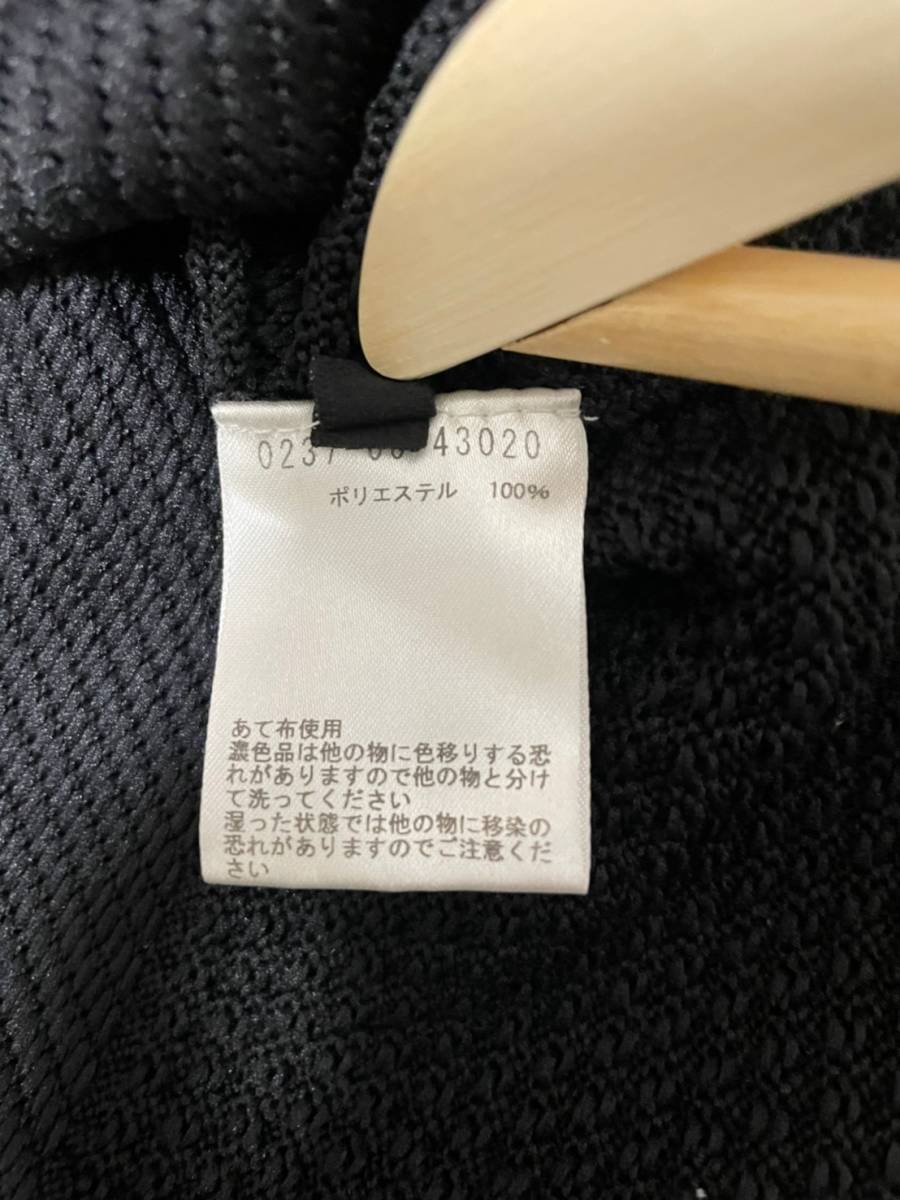 43020
ポリエステル 100%
あて布使用
濃色品は他の物に色移りする恐
れがありますので他の物と分け
て洗ってください
湿った状態では他の物に移染の
恐れがありますのでご注意くだ
さい